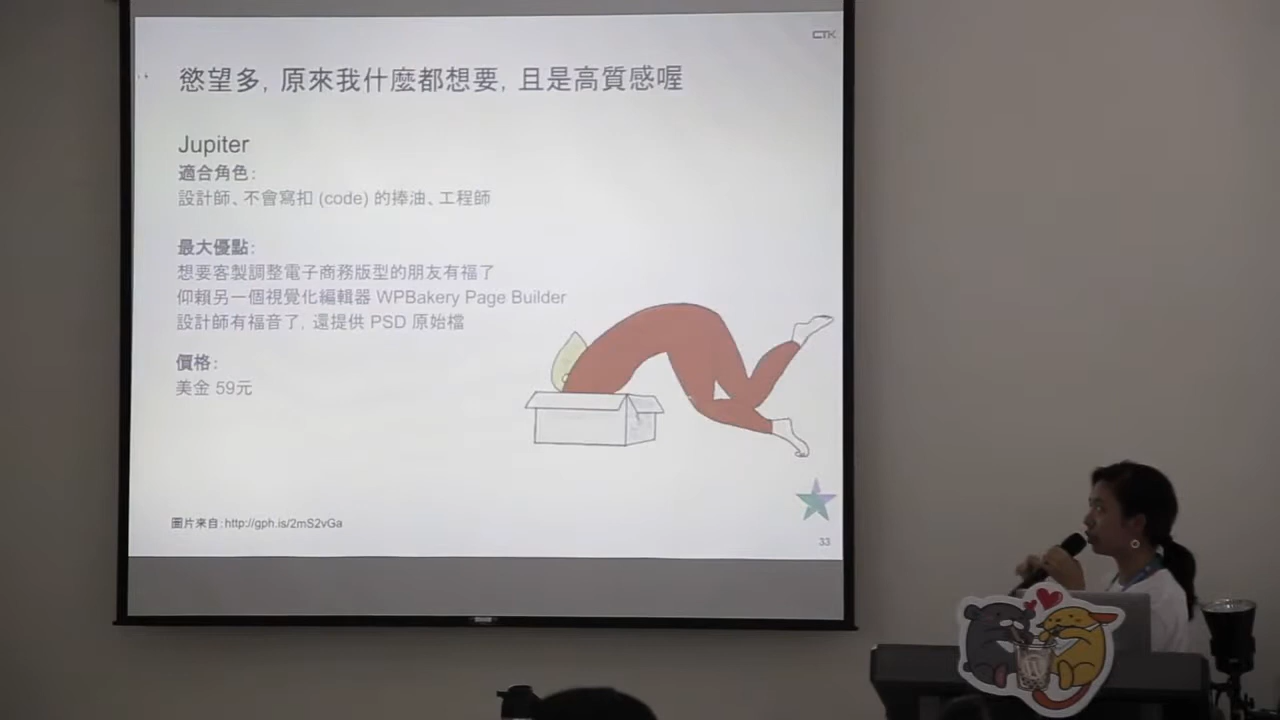 CTK
慾望多, 原來我什麼都想要, 且是高質感喔
Jupiter
適合角色:
設計師、不會寫扣 (code) 的捧油、工程師
最大優點:
想要客製調整電子商務版型的朋友有福了
仰賴另一個視覺化編輯器 WPBakery Page Builder
設計師有福音了, 還提供 PSD 原始檔
價格:
美金 59元
圖片來自: http://gph.is/2mS2vGa
33